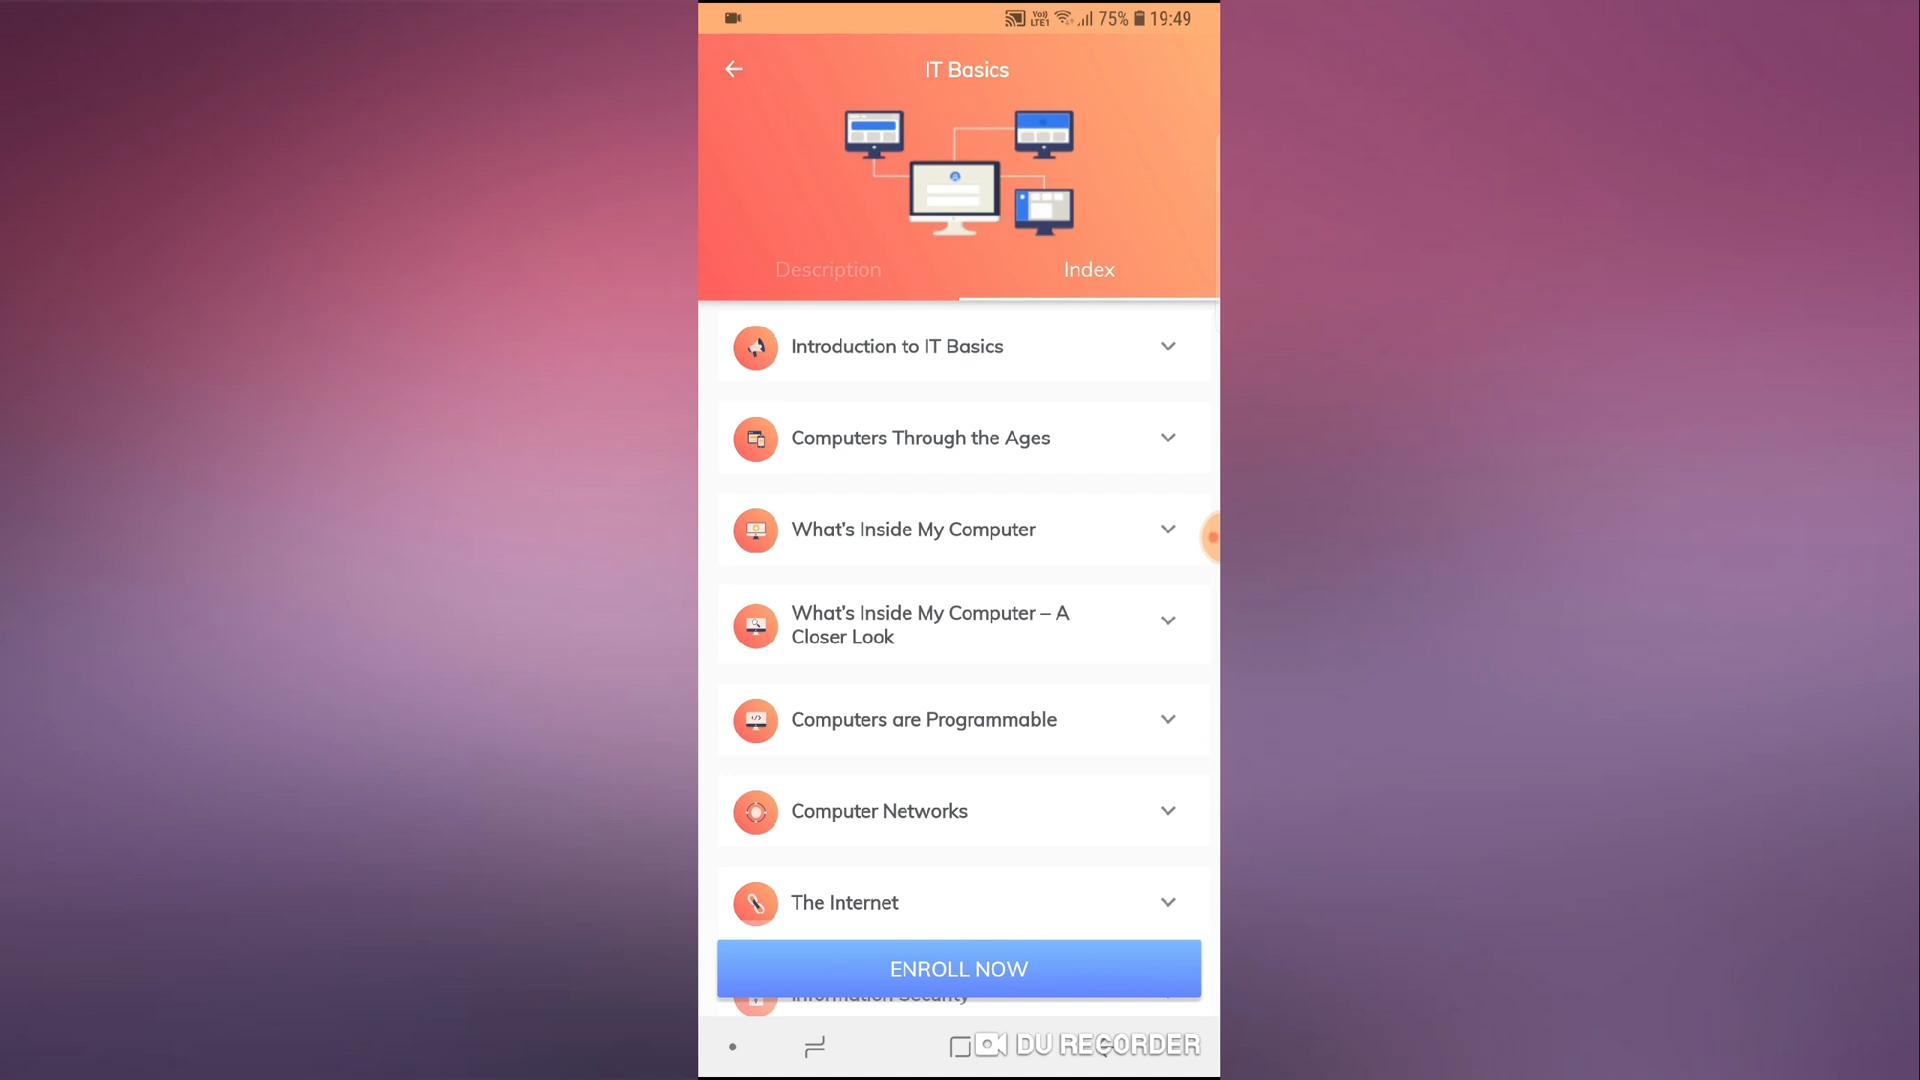 Vo))
LTE1
75%
19:49
IT Basics
Description
Index
Introduction to IT Basics
Computers Through the Ages
What's Inside My Computer
What's Inside My Computer – A
Closer Look
Computers are Programmable
Computer Networks
The Internet
ENROLL NOW
Information Security
DU RECORDER